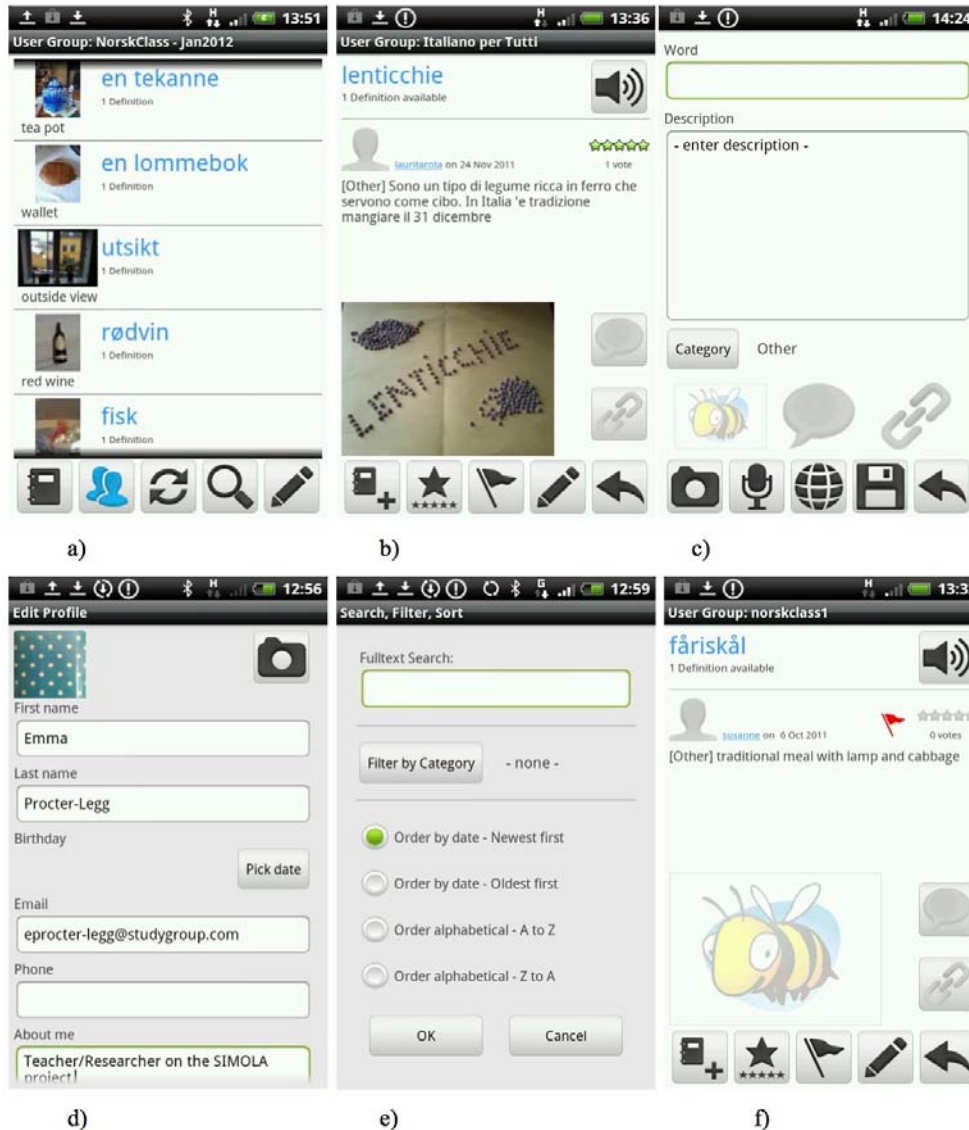 13:51
User Group: NorskClass - Jan2012
en tekanne
1 Definition
tea pot
en lommebok
1 Definition
wallet
utsikt
1 Definition
outside view
rødvin
1 Definition
red wine
fisk
1 Definition
a)
H
13:36
User Group: Italiano per Tutti
lenticchie
1 Definition available
lauritarota on 24 Nov 2011
1 vote
[Other] Sono un tipo di legume ricca in ferro che
servono come cibo. In Italia 'e tradizione
mangiare il 31 dicembre
LENTICCHIE
b)
H
14:24
Word
Description
- enter description -
Category Other
c)
H
12:56
Edit Profile
First name
Emma
Last name
Procter-Legg
Birthday
Pick date
Email
eprocter-legg@studygroup.com
Phone
About me
Teacher/Researcher on the SIMOLA
project
d)
G
12:59
Search, Filter, Sort
Fulltext Search:
Filter by Category - none -
Order by date - Newest first
Order by date - Oldest first
Order alphabetical - A to Z
Order alphabetical - Z to A
OK Cancel
e)
H
13:3
User Group: norskclass1
fåriskål
1 Definition available
susanne on 6 Oct 2011
0 votes
[Other] traditional meal with lamp and cabbage
f)